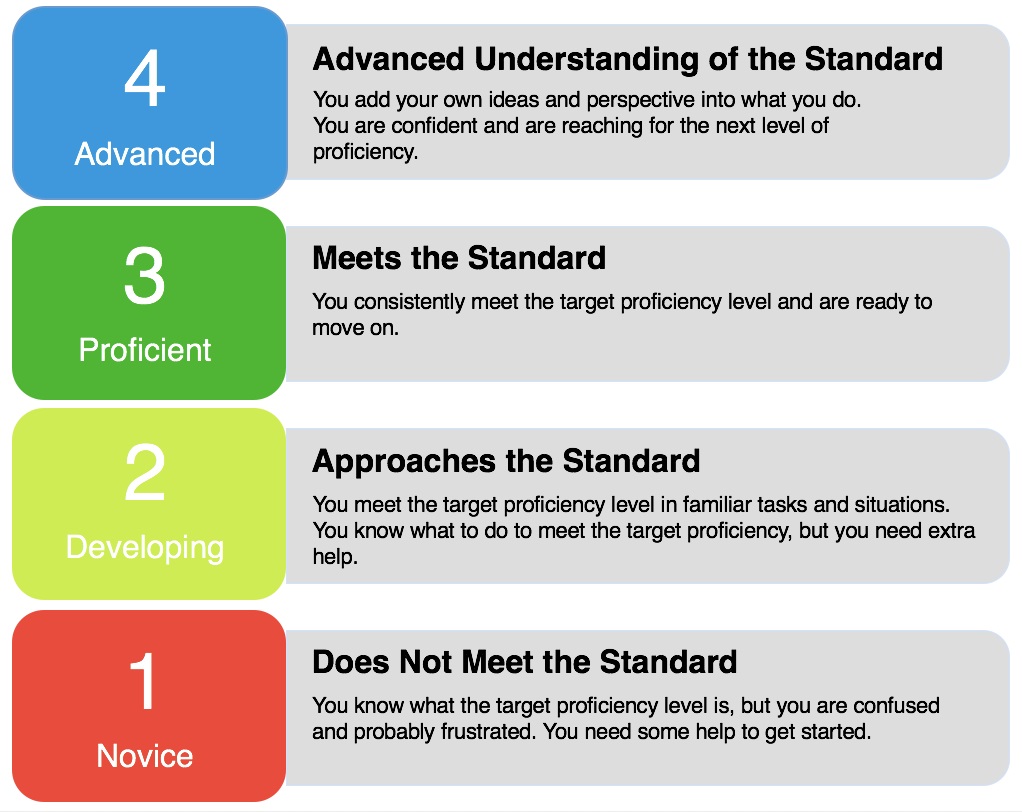 4
Advanced
Advanced Understanding of the Standard
You add your own ideas and perspective into what you do.
You are confident and are reaching for the next level of
proficiency.
3
Proficient
Meets the Standard
You consistently meet the target proficiency level and are ready to
move on.
2
Developing
Approaches the Standard
You meet the target proficiency level in familiar tasks and situations.
You know what to do to meet the target proficiency, but you need extra
help.
1
Novice
Does Not Meet the Standard
You know what the target proficiency level is, but you are confused
and probably frustrated. You need some help to get started.